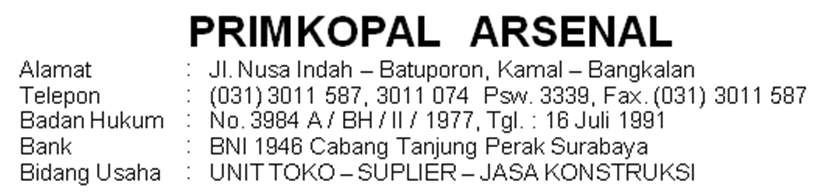 PRIMKOPAL ARSENAL
Alamat : Jl. Nusa Indah – Batuporon, Kamal – Bangkalan
Telepon : (031) 3011 587, 3011 074 Psw. 3339, Fax. (031) 3011 587
Badan Hukum : No. 3984 A / BH / II / 1977, Tgl. : 16 Juli 1991
Bank : BNI 1946 Cabang Tanjung Perak Surabaya
Bidang Usaha : UNIT TOKO – SUPLIER – JASA KONSTRUKSI